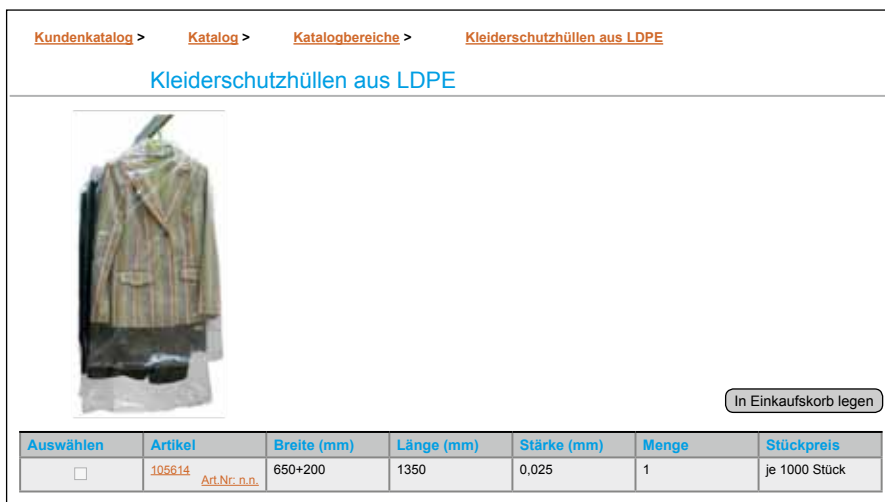 Kundenkatalog > Katalog > Katalogbereiche > Kleiderschutzhüllen aus LDPE
Kleiderschutzhüllen aus LDPE
In Einkaufskorb legen
Auswählen Artikel Breite (mm) Länge (mm) Stärke (mm) Menge Stückpreis
105614 Art.Nr: n.n. 650+200 1350 0,025 1 je 1000 Stück